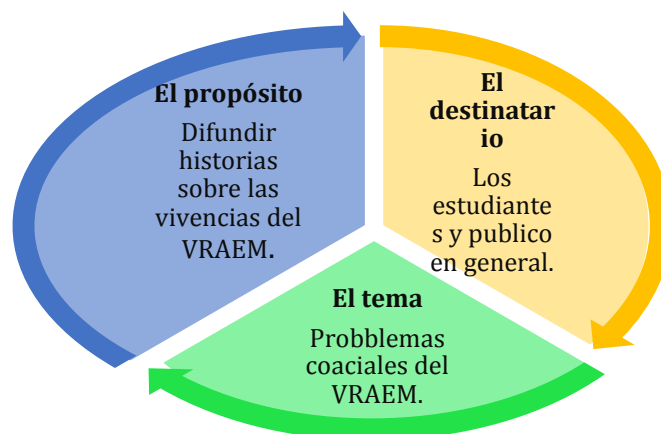 El propósito
Difundir
historias
sobre las
vivencias del
VRAEM.
El
destinatar
io
Los
estudiante
s y publico
en general.
El tema
Probblemas
coaciales del
VRAEM.